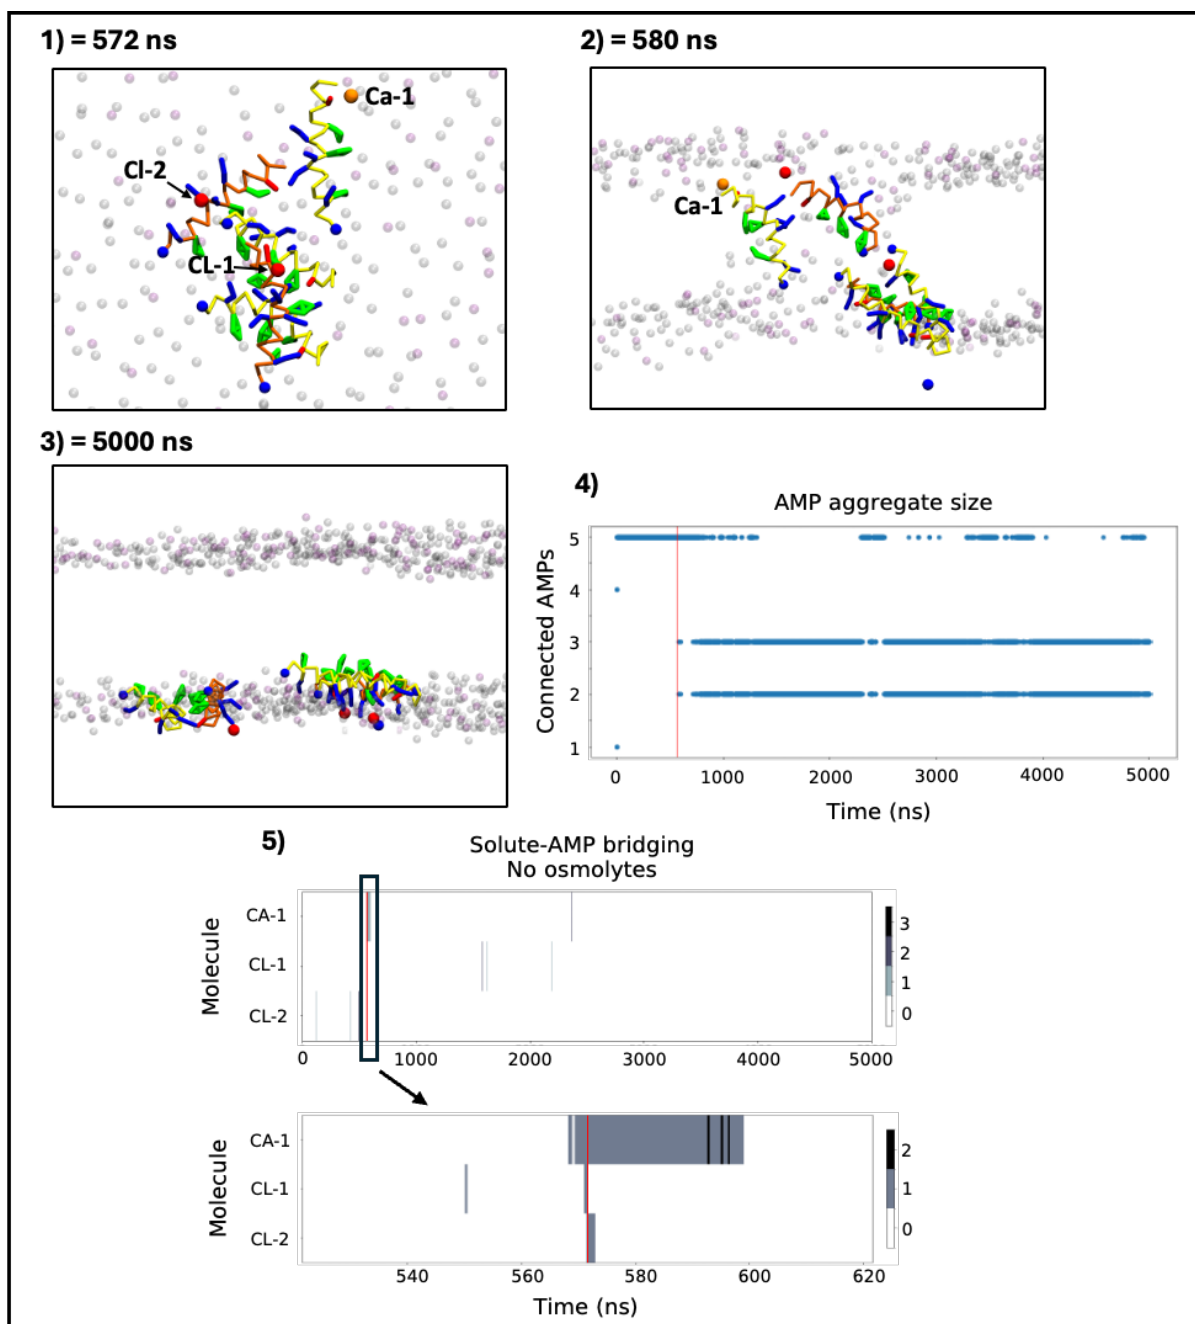 1) = 572 ns
2) = 580 ns
Ca-1
Cl-2
CL-1
Ca-1
3) = 5000 ns
4)
AMP aggregate size
Connected AMPs
5
4
3
2
1
0 1000 2000 3000 4000 5000
Time (ns)
5)
Solute-AMP bridging
No osmolytes
Molecule
CA-1
CL-1
CL-2
3
2
1
0
0 1000 2000 3000 4000 5000
Molecule
CA-1
CL-1
CL-2
2
1
0
540 560 580 600 620
Time (ns)